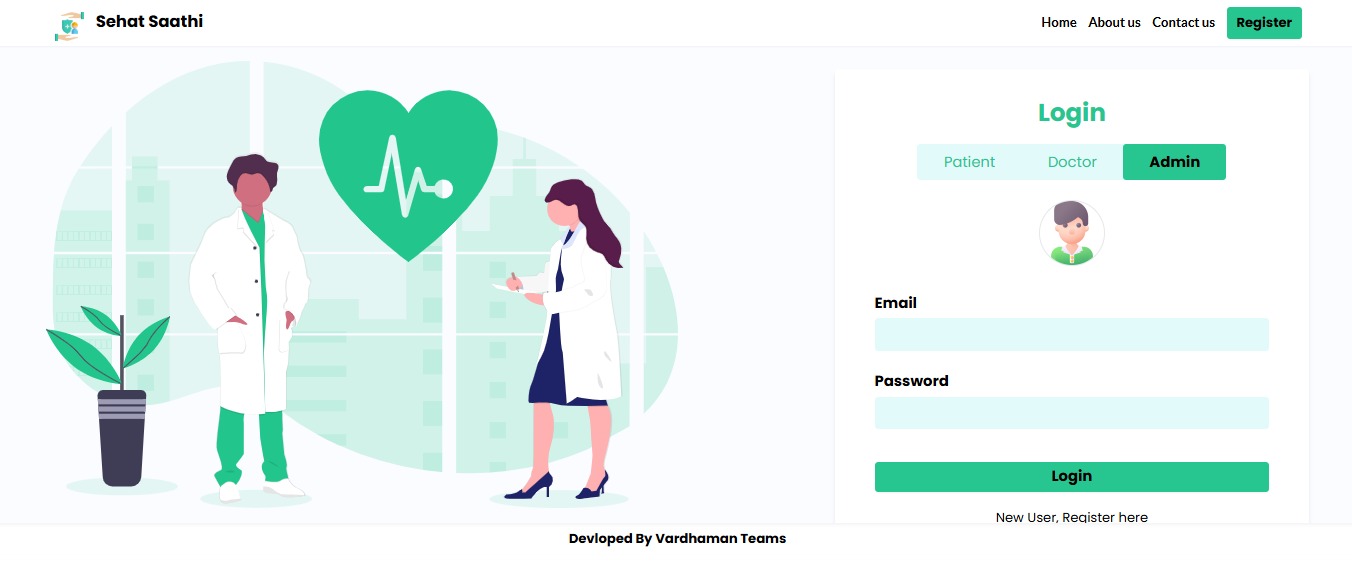 Sehat Saathi
Home About us Contact us Register
Login
Patient Doctor Admin
Email
Password
Login
New User, Register here
Devloped By Vardhaman Teams